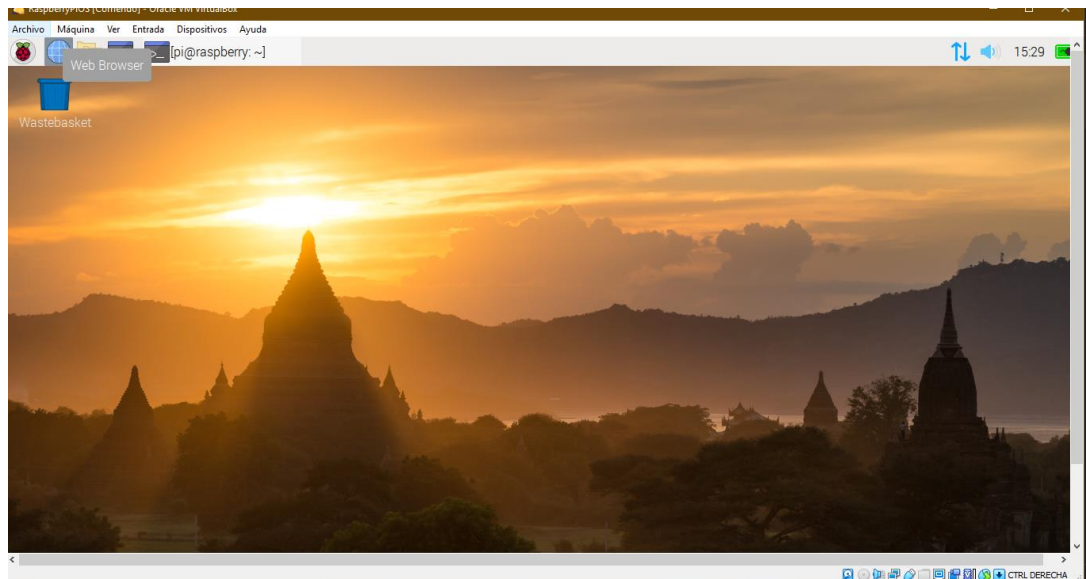 RaspberryPiOS [Corriendo] - Oracle VM VirtualBox
Archivo Máquina Ver Entrada Dispositivos Ayuda
>_ [pi@raspberry: ~] 15:29
Web Browser
Wastebasket
CTRL DERECHA